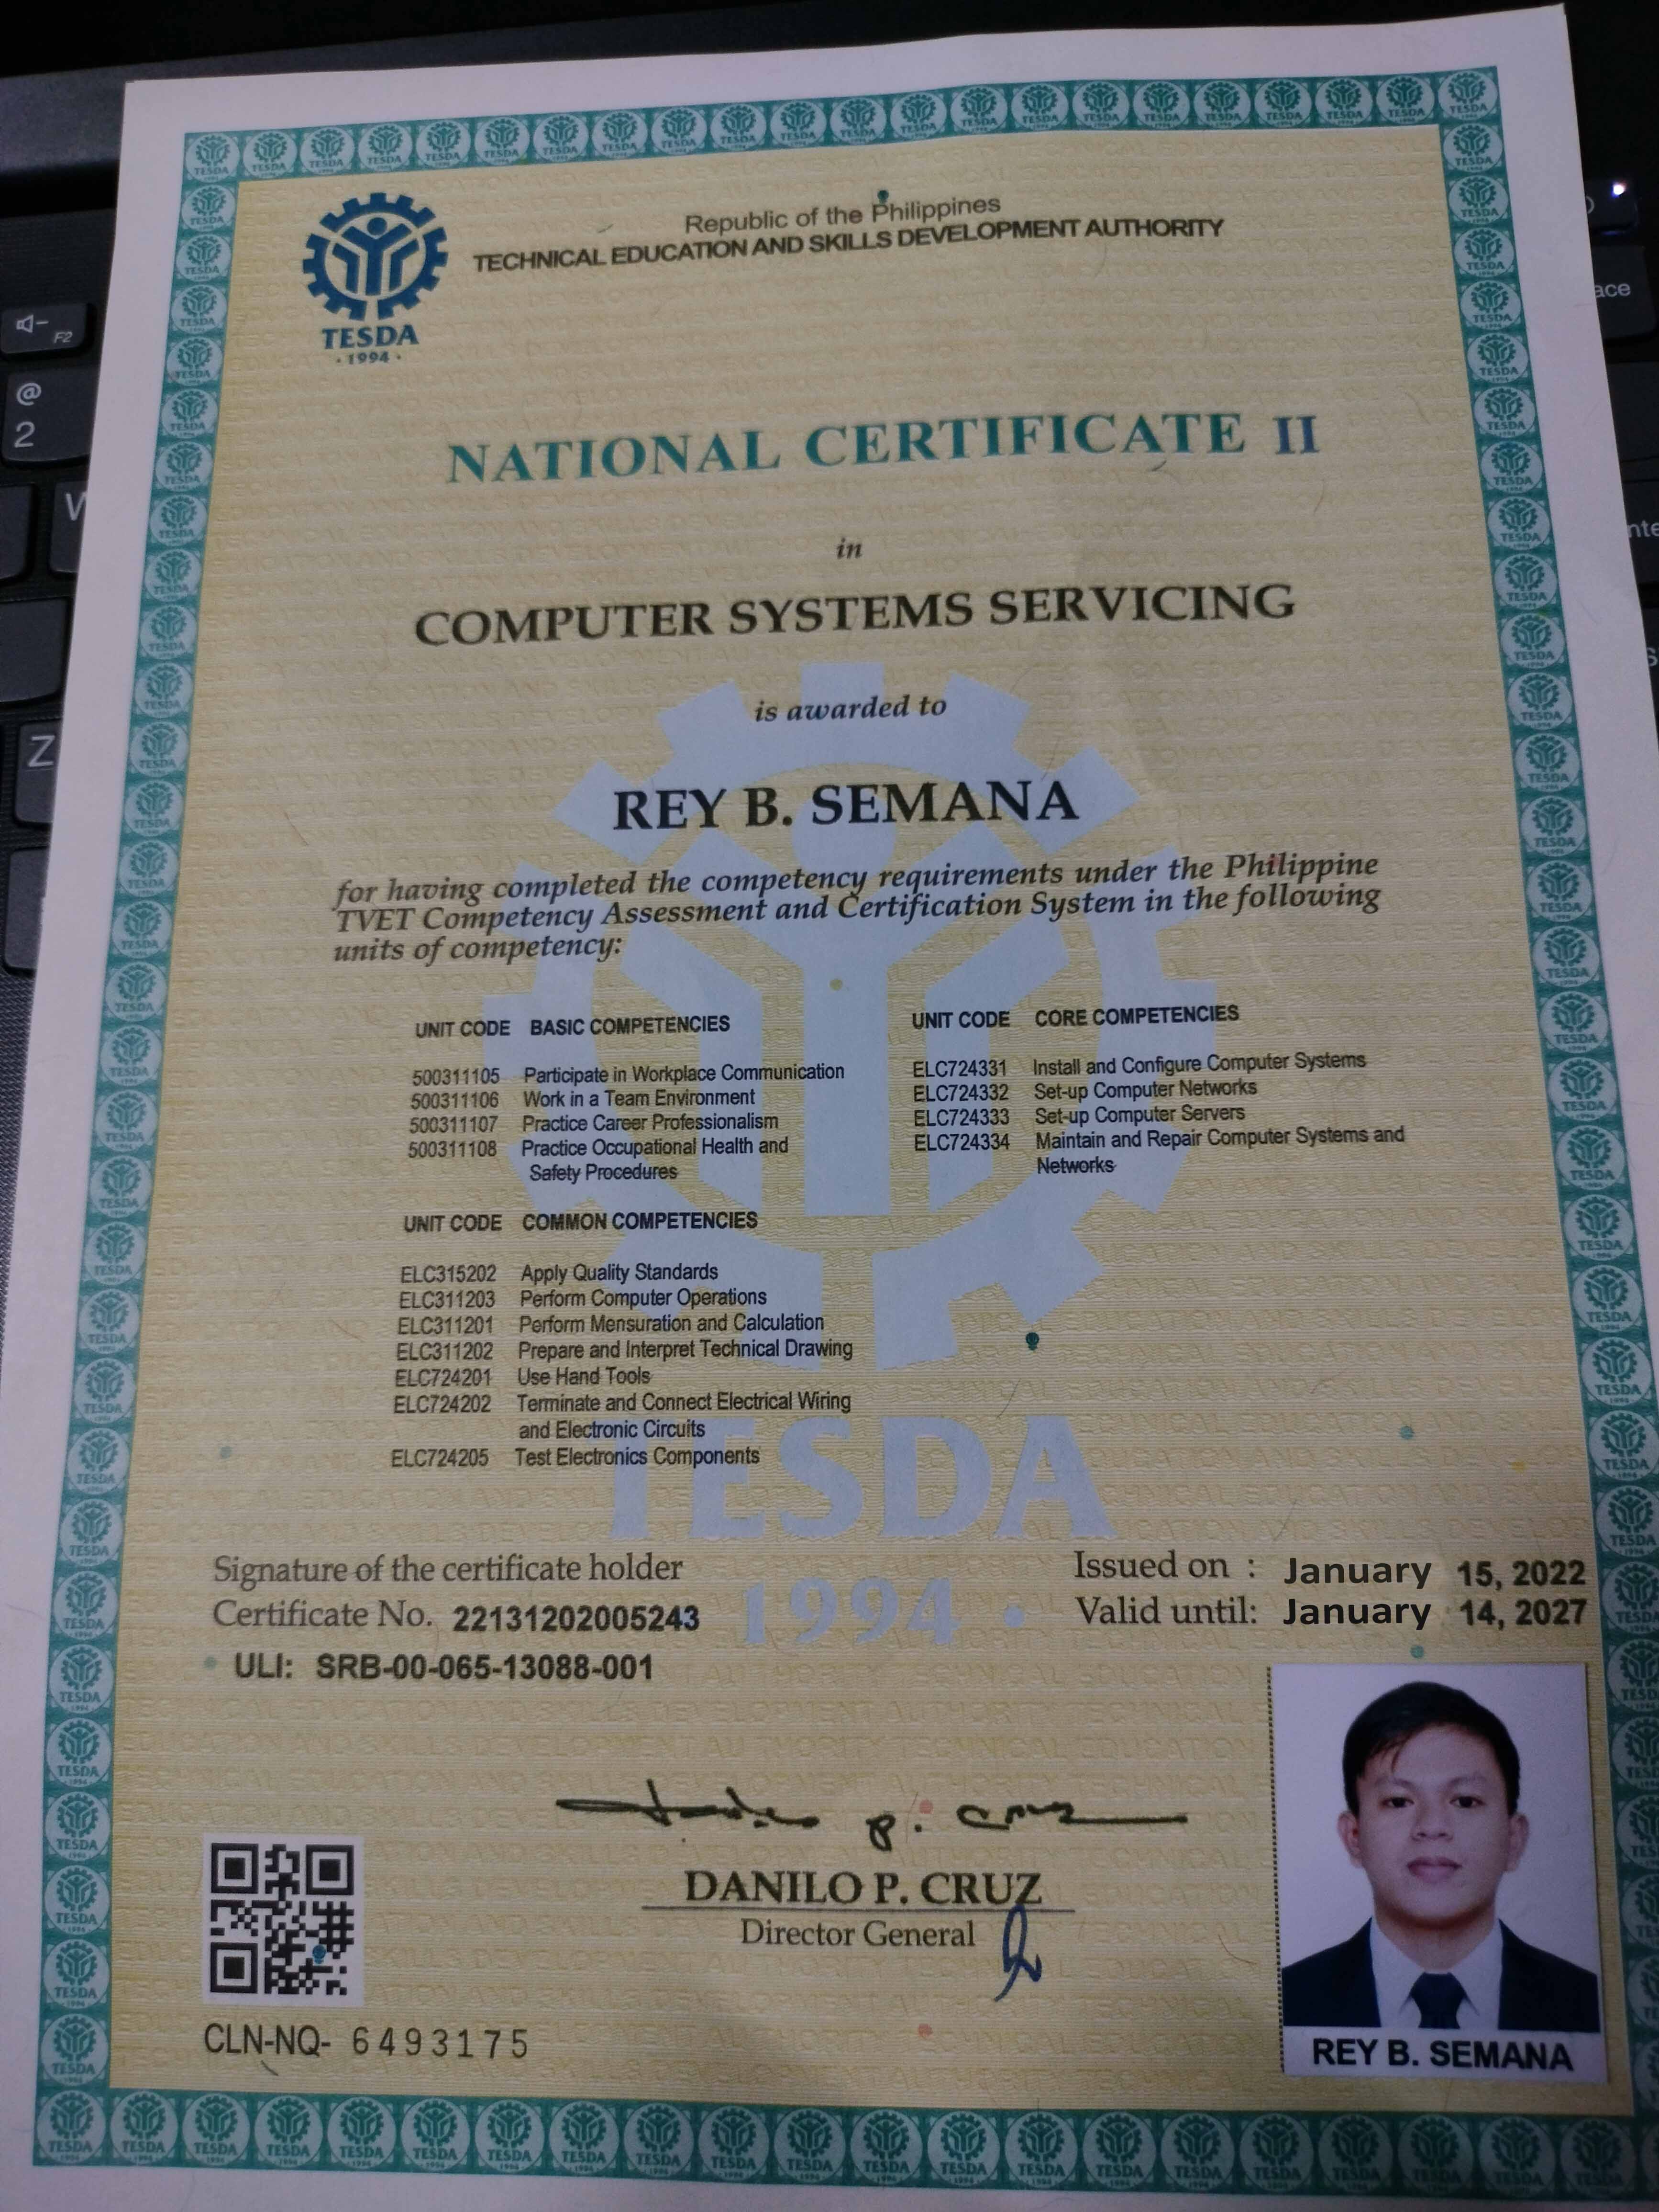 Republic of the Philippines
TECHNICAL EDUCATION AND SKILLS DEVELOPMENT AUTHORITY
TESDA
· 1994 ·
NATIONAL CERTIFICATE II
in
COMPUTER SYSTEMS SERVICING
is awarded to
REY B. SEMANA
for having completed the competency requirements under the Philippine
TVET Competency Assessment and Certification System in the following
units of competency:
UNIT CODE BASIC COMPETENCIES
500311105 Participate in Workplace Communication
500311106 Work in a Team Environment
500311107 Practice Career Professionalism
500311108 Practice Occupational Health and
Safety Procedures
UNIT CODE CORE COMPETENCIES
ELC724331 Install and Configure Computer Systems
ELC724332 Set-up Computer Networks
ELC724333 Set-up Computer Servers
ELC724334 Maintain and Repair Computer Systems and
Networks
UNIT CODE COMMON COMPETENCIES
ELC315202 Apply Quality Standards
ELC311203 Perform Computer Operations
ELC311201 Perform Mensuration and Calculation
ELC311202 Prepare and Interpret Technical Drawing
ELC724201 Use Hand Tools
ELC724202 Terminate and Connect Electrical Wiring
and Electronic Circuits
ELC724205 Test Electronics Components
TESDA
1994 ·
Signature of the certificate holder
Certificate No. 22131202005243
ULI: SRB-00-065-13088-001
Issued on : January 15, 2022
Valid until: January 14, 2027
DANILO P. CRUZ
Director General
REY B. SEMANA
CLN-NQ- 6493175
F2
@
2
W
Z